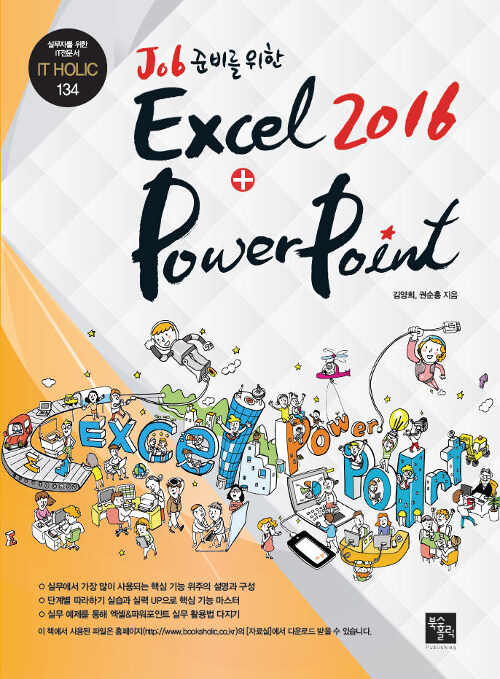 실무자를 위한
IT전문서
IT HOLIC
134
Job 준비를 위한
Excel 2016
+
PowerPoint
김양희, 권순흥 지음
EXCEL
Power
Point
실무에서 가장 많이 사용되는 핵심 기능 위주의 설명과 구성
단계별 따라하기 실습과 실력 UP으로 핵심 기능 마스터
실무 예제를 통해 엑셀&파워포인트 실무 활용법 다지기
이 책에서 사용된 파일은 홈페이지(http://www.booksholic.co.kr)의 [자료실]에서 다운로드 받을 수 있습니다.
북스홀릭
Publishing